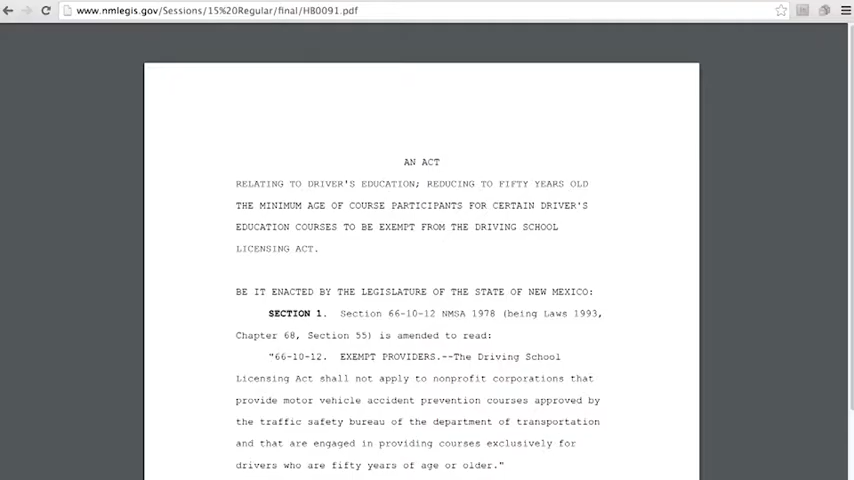 www.nmlegis.gov/Sessions/15%20Regular/final/HB0091.pdf
AN ACT
RELATING TO DRIVER'S EDUCATION; REDUCING TO FIFTY YEARS OLD
THE MINIMUM AGE OF COURSE PARTICIPANTS FOR CERTAIN DRIVER'S
EDUCATION COURSES TO BE EXEMPT FROM THE DRIVING SCHOOL
LICENSING ACT.
BE IT ENACTED BY THE LEGISLATURE OF THE STATE OF NEW MEXICO:
SECTION 1. Section 66-10-12 NMSA 1978 (being Laws 1993,
Chapter 68, Section 55) is amended to read:
"66-10-12. EXEMPT PROVIDERS.--The Driving School
Licensing Act shall not apply to nonprofit corporations that
provide motor vehicle accident prevention courses approved by
the traffic safety bureau of the department of transportation
and that are engaged in providing courses exclusively for
drivers who are fifty years of age or older."